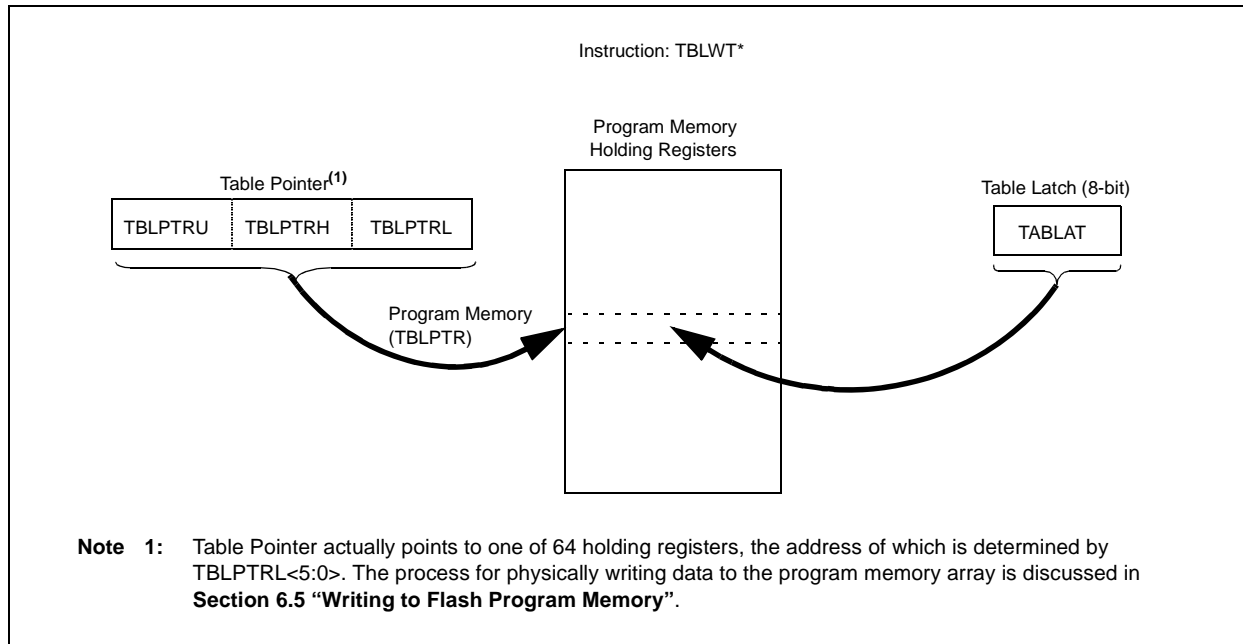 Instruction: TBLWT*
Program Memory
Holding Registers
Table Pointer(1)
Table Latch (8-bit)
TBLPTRU TBLPTRH TBLPTRL
TABLAT
Program Memory
(TBLPTR)
Note 1: Table Pointer actually points to one of 64 holding registers, the address of which is determined by
TBLPTRL<5:0>. The process for physically writing data to the program memory array is discussed in
Section 6.5 “Writing to Flash Program Memory”.